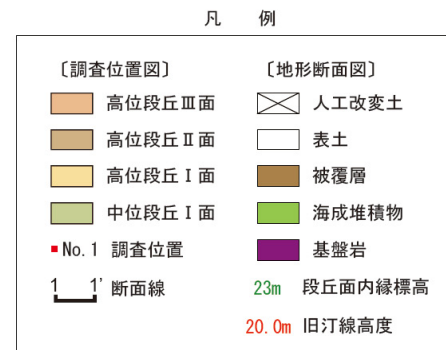 凡 例
〔調査位置図〕
高位段丘Ⅲ面
高位段丘Ⅱ面
高位段丘Ⅰ面
中位段丘Ⅰ面
No. 1 調査位置
1 1' 断面線
〔地形断面図〕
人工改変土
表土
被覆層
海成堆積物
基盤岩
23m 段丘面内縁標高
20.0m 旧汀線高度